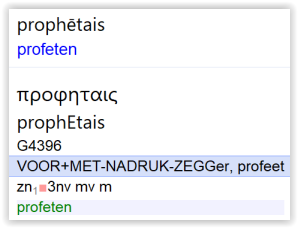 prophētais
profeten
προφηταις
prophEtais
G4396
VOOR+MET-NADRUK-ZEGGer, profeet
zn₁■3nv mv m
profeten